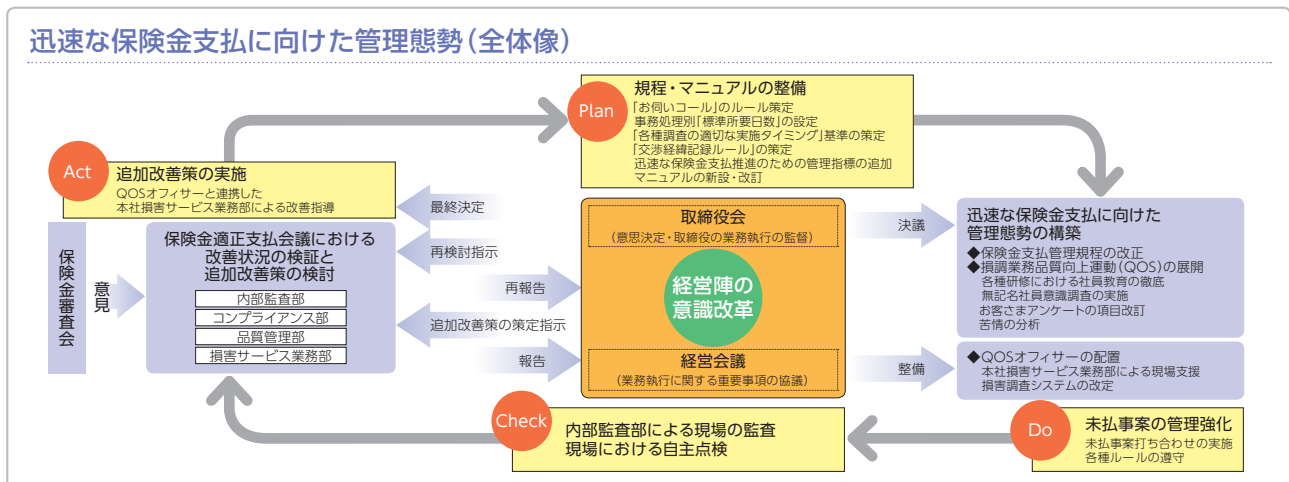 迅速な保険金支払に向けた管理態勢(全体像)
Plan
規程・マニュアルの整備
「お伺いコール」のルール策定
事務処理別「標準所要日数」の設定
「各種調査の適切な実施タイミング」基準の策定
「交渉経緯記録ルール」の策定
迅速な保険金支払推進のための管理指標の追加
マニュアルの新設・改訂
Act
追加改善策の実施
QOSオフィサーと連携した
本社損害サービス業務部による改善指導
保険金審査会
意見
保険金適正支払会議における
改善状況の検証と
追加改善策の検討
内部監査部
コンプライアンス部
品質管理部
損害サービス業務部
最終決定
再検討指示
再報告
追加改善策の策定指示
報告
取締役会
(意思決定・取締役の業務執行の監督)
経営陣の
意識改革
経営会議
(業務執行に関する重要事項の協議)
決議
整備
迅速な保険金支払に向けた
管理態勢の構築
◆保険金支払管理規程の改正
◆損調業務品質向上運動(QOS)の展開
各種研修における社員教育の徹底
無記名社員意識調査の実施
お客さまアンケートの項目改訂
苦情の分析
◆QOSオフィサーの配置
本社損害サービス業務部による現場支援
損害調査システムの改定
Check
内部監査部による現場の監査
現場における自主点検
Do
未払事案の管理強化
未払事案打ち合わせの実施
各種ルールの遵守